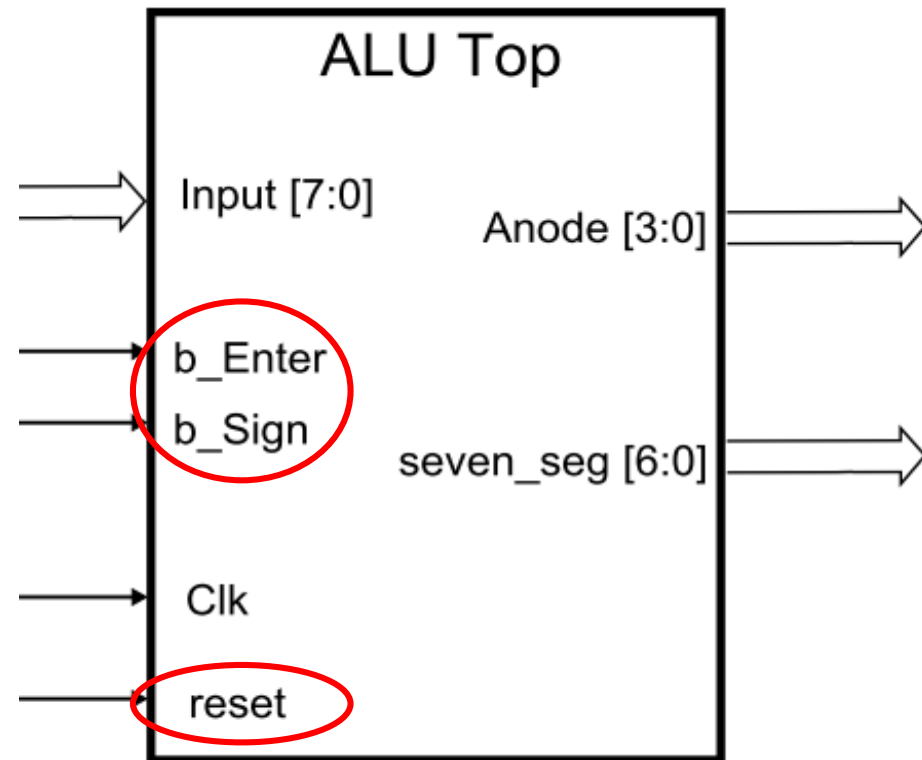 ALU Top
Input [7:0]
Anode [3:0]
b_Enter
b_Sign
seven_seg [6:0]
Clk
reset